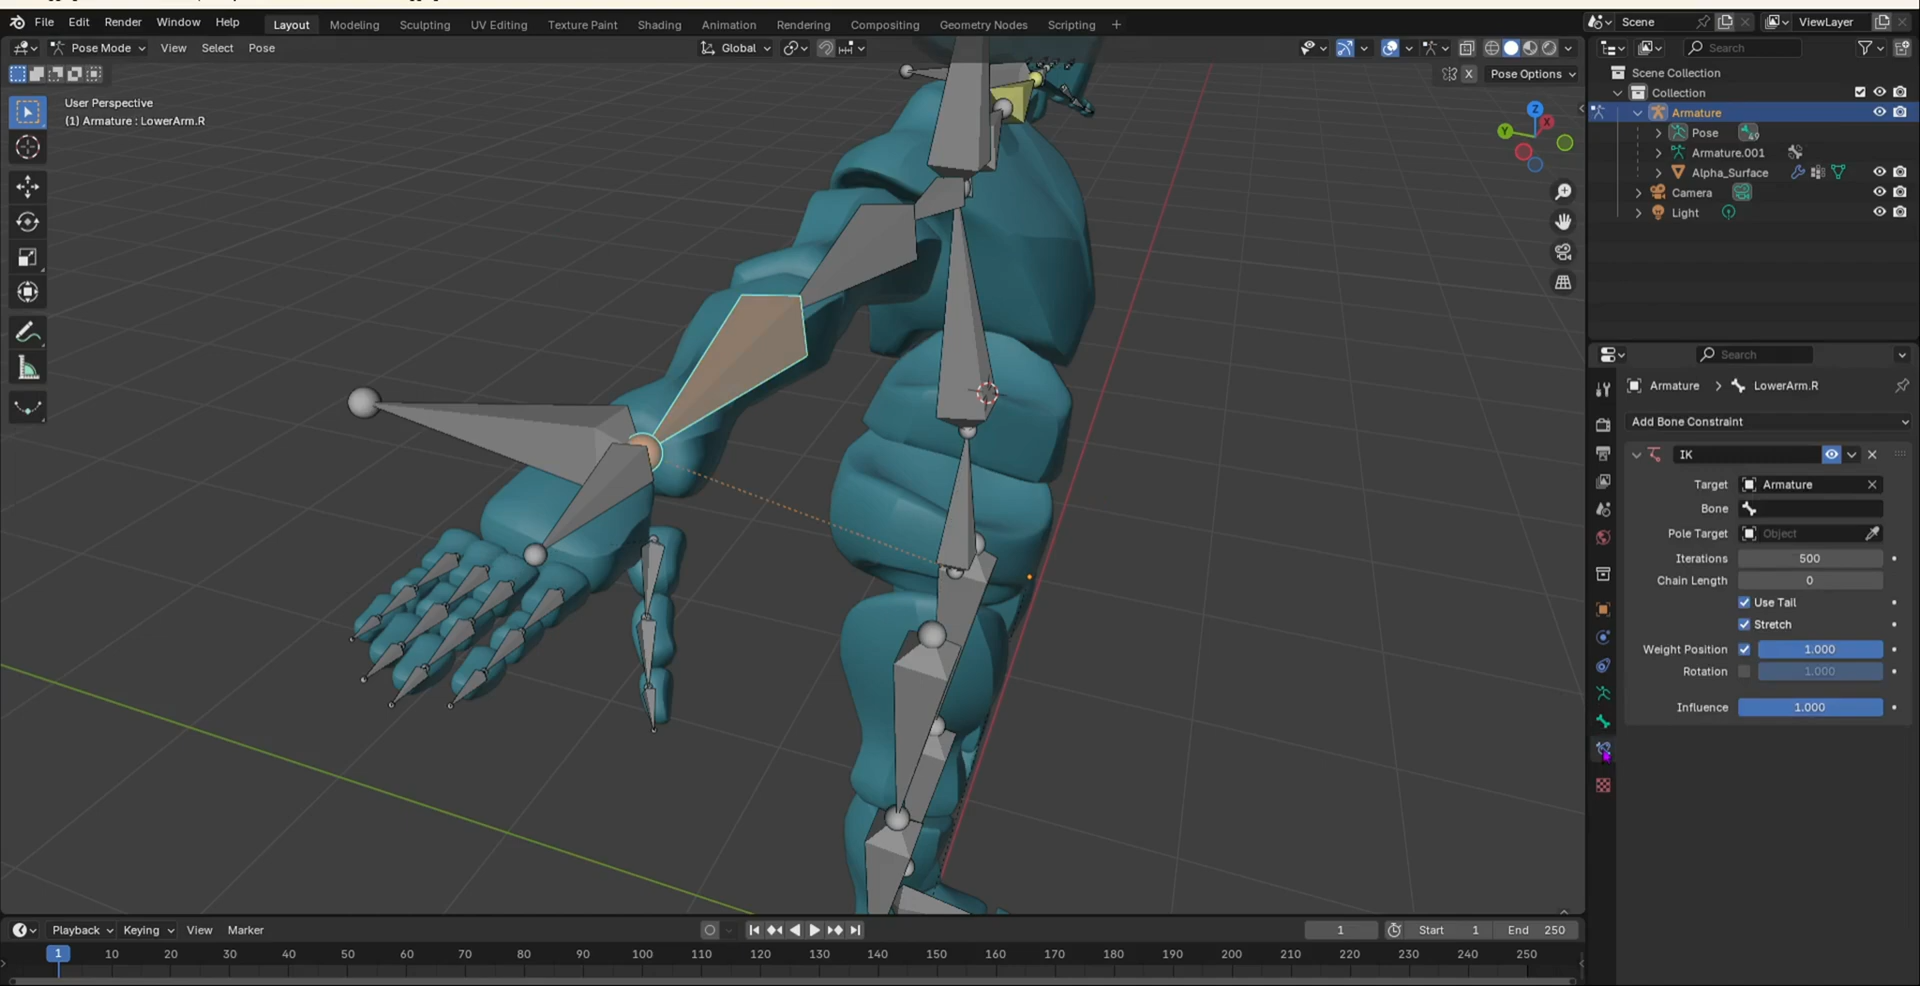 File Edit Render Window Help Layout Modeling Sculpting UV Editing Texture Paint Shading Animation Rendering Compositing Geometry Nodes Scripting + Scene ViewLayer
Pose Mode View Select Pose Global Search
X Pose Options
User Perspective
(1) Armature : LowerArm.R
Z
X
Y
Scene Collection
Collection
Armature
Pose 49
Armature.001
Alpha_Surface
Camera
Light
Search
Armature > LowerArm.R
Add Bone Constraint
IK
Target Armature
Bone
Pole Target Object
Iterations 500
Chain Length 0
Use Tail
Stretch
Weight Position 1.000
Rotation 1.000
Influence 1.000
Playback Keying View Marker 1 Start 1 End 250
1 10 20 30 40 50 60 70 80 90 100 110 120 130 140 150 160 170 180 190 200 210 220 230 240 250